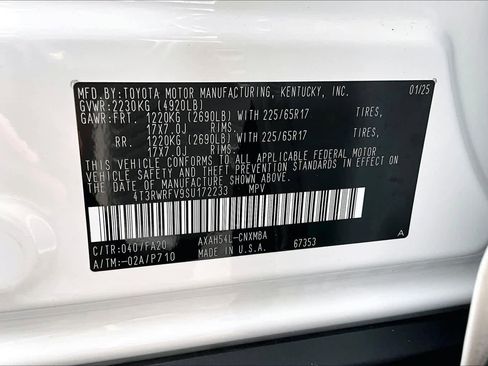 MFD.BY:TOYOTA MOTOR MANUFACTURING, KENTUCKY, INC. 01/25
GVWR:2230KG (4920LB)
GAWR:FRT. 1220KG (2690LB) WITH 225/65R17 TIRES,
17X7.0J RIMS.
RR. 1220KG (2690LB) WITH 225/65R17 TIRES,
17X7.0J RIMS.
THIS VEHICLE CONFORMS TO ALL APPLICABLE FEDERAL MOTOR
VEHICLE SAFETY AND THEFT PREVENTION STANDARDS IN EFFECT
ON THE DATE OF MANUFACTURE SHOWN ABOVE.
4T3RWRFV9SU172233 MPV
C/TR:040/FA20 AXAH54L-CNXMBA A
A/TM:-02A/P710 MADE IN U.S.A. 67353